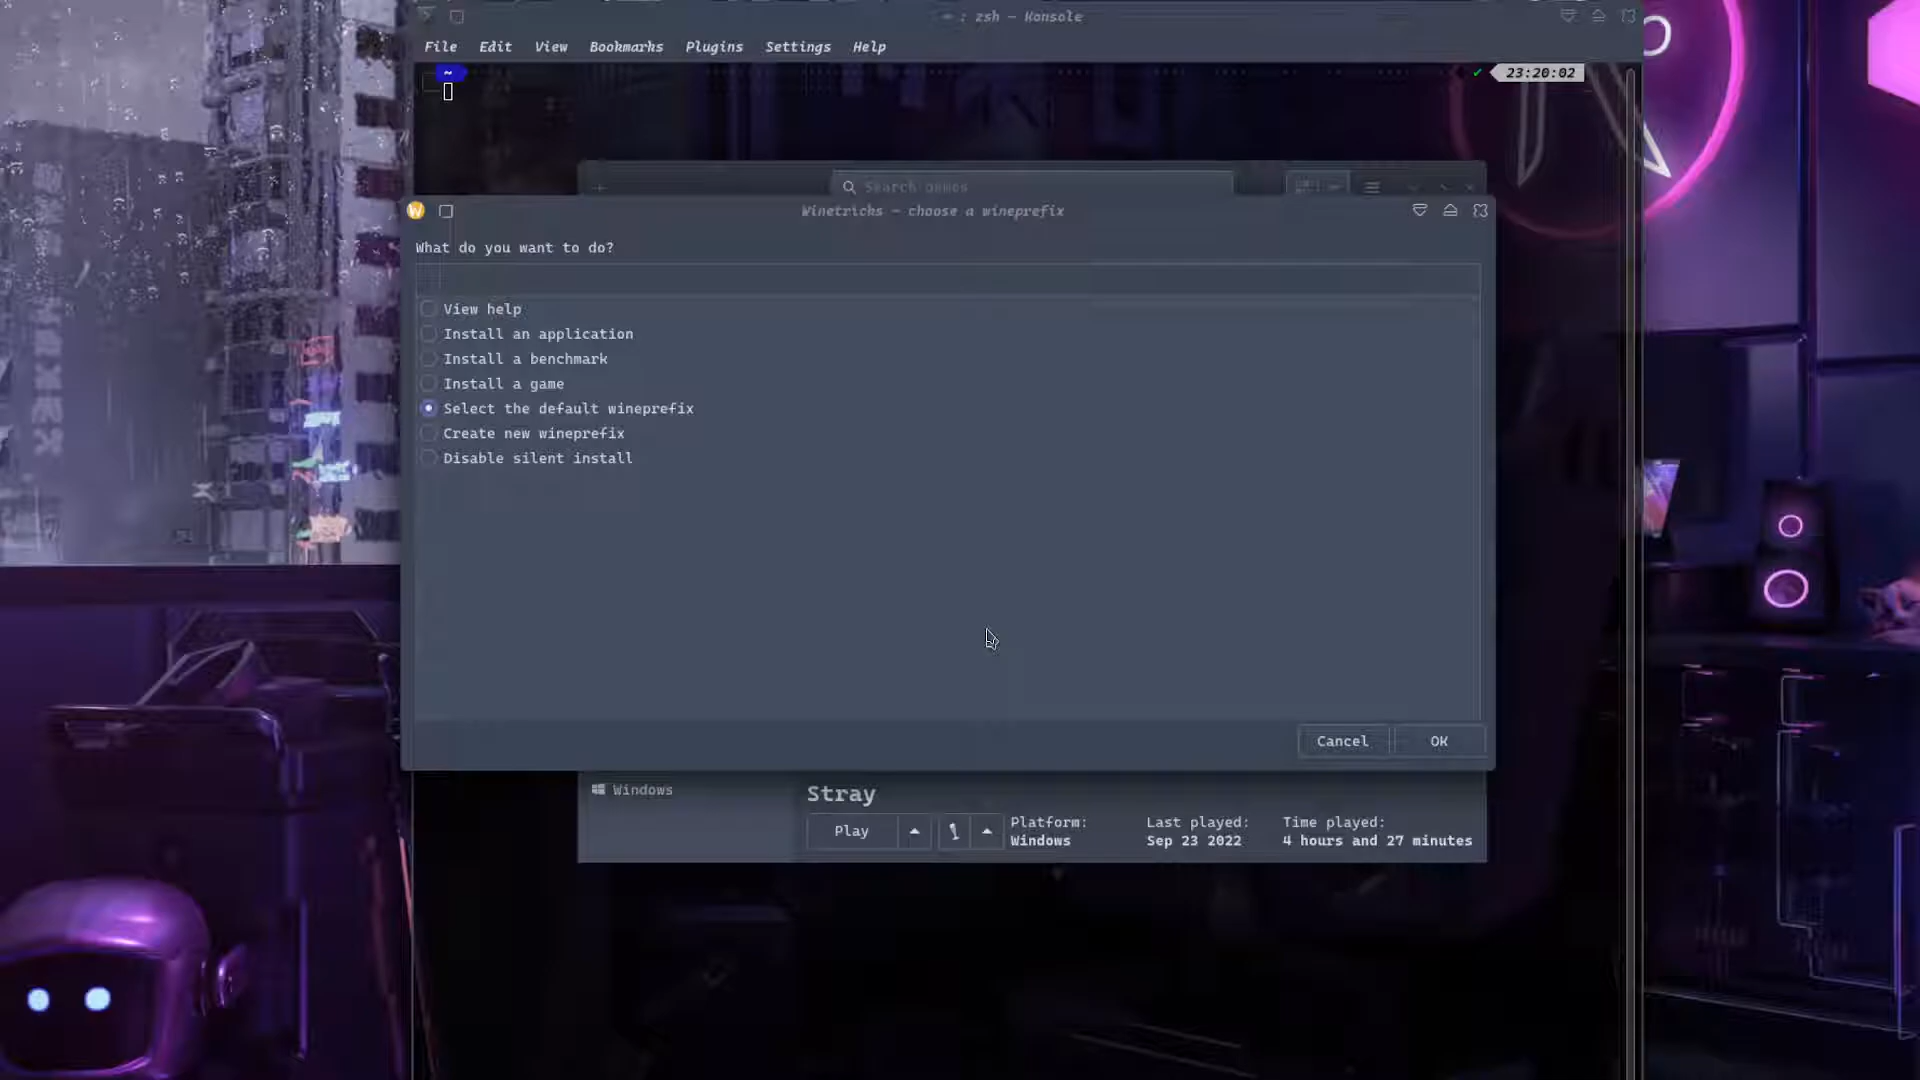 : zsh — Konsole
File Edit View Bookmarks Plugins Settings Help
~
✓ 23:20:02
Search games
Winetricks - choose a wineprefix
What do you want to do?
View help
Install an application
Install a benchmark
Install a game
Select the default wineprefix
Create new wineprefix
Disable silent install
Cancel OK
Windows
Stray
Play
Platform: Last played: Time played:
Windows Sep 23 2022 4 hours and 27 minutes